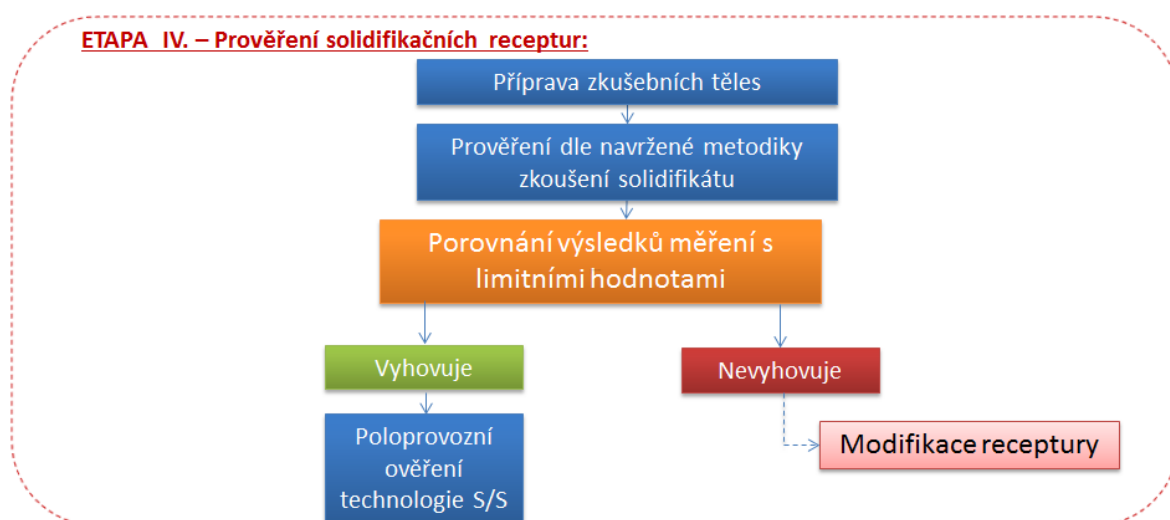 ETAPA IV. – Prověření solidifikačních receptur:
Příprava zkušebních těles
Prověření dle navržené metodiky
zkoušení solidifikátu
Porovnání výsledků měření s
limitními hodnotami
Vyhovuje
Nevyhovuje
Poloprovozní
ověření
technologie S/S
Modifikace receptury